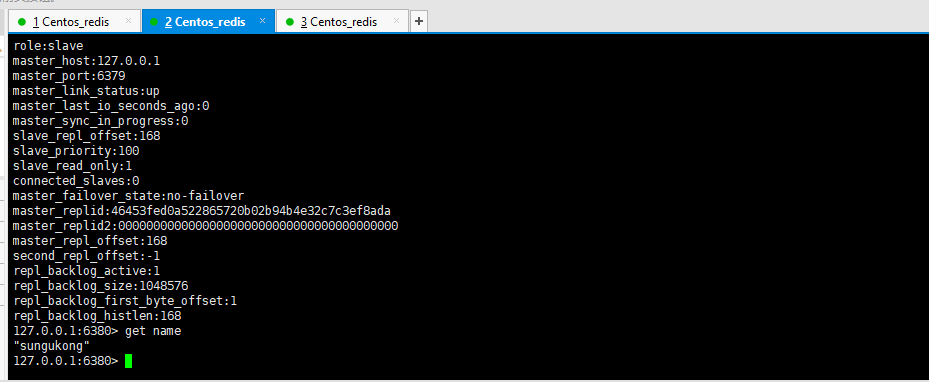 1 Centos_redis × 2 Centos_redis × 3 Centos_redis × +
role:slave
master_host:127.0.0.1
master_port:6379
master_link_status:up
master_last_io_seconds_ago:0
master_sync_in_progress:0
slave_repl_offset:168
slave_priority:100
slave_read_only:1
connected_slaves:0
master_failover_state:no-failover
master_replid:46453fed0a522865720b02b94b4e32c7c3ef8ada
master_replid2:0000000000000000000000000000000000000000
master_repl_offset:168
second_repl_offset:-1
repl_backlog_active:1
repl_backlog_size:1048576
repl_backlog_first_byte_offset:1
repl_backlog_histlen:168
127.0.0.1:6380> get name
"sungukong"
127.0.0.1:6380>